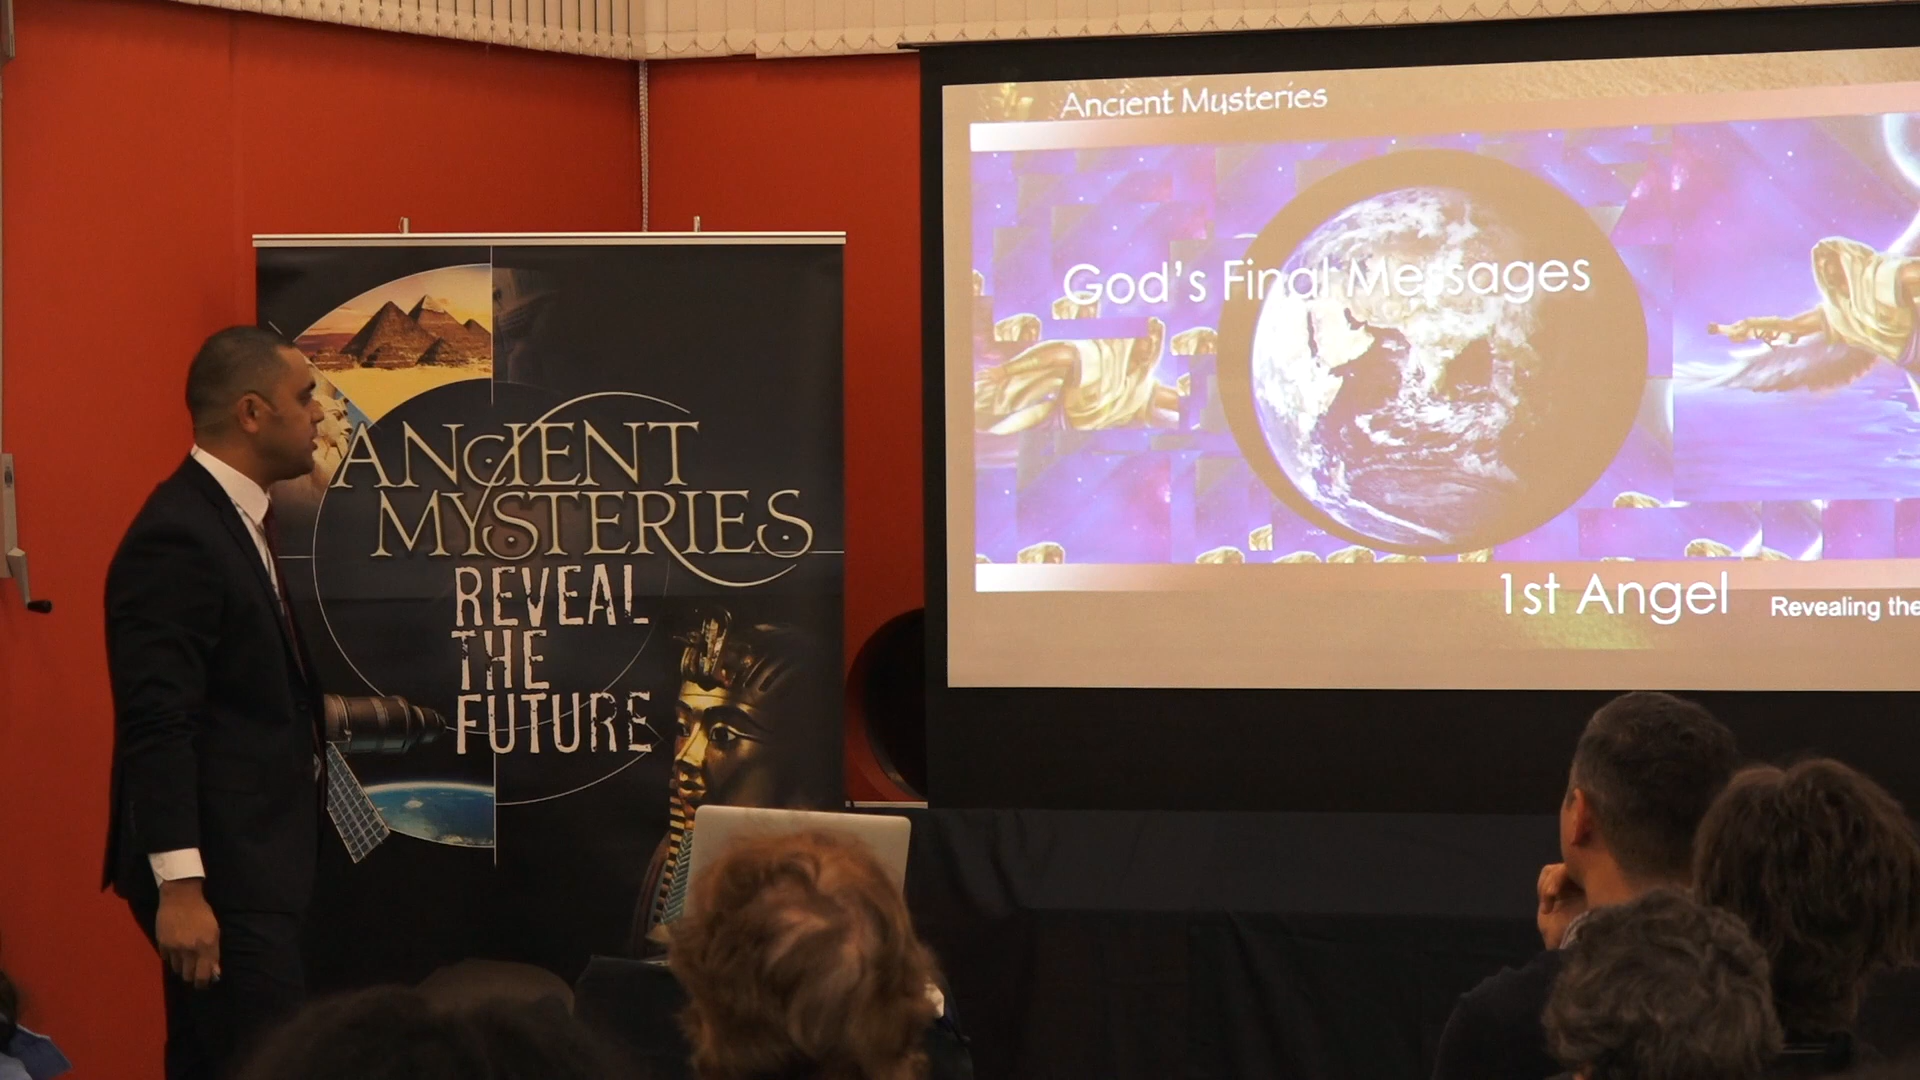 Ancient Mysteries
God's Final Messages
1st Angel
Revealing the
ANCIENT
MYSTERIES
REVEAL
THE
FUTURE